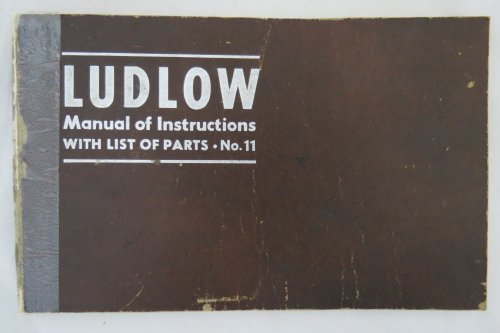 LUDLOW
Manual of Instructions
WITH LIST OF PARTS • No. 11